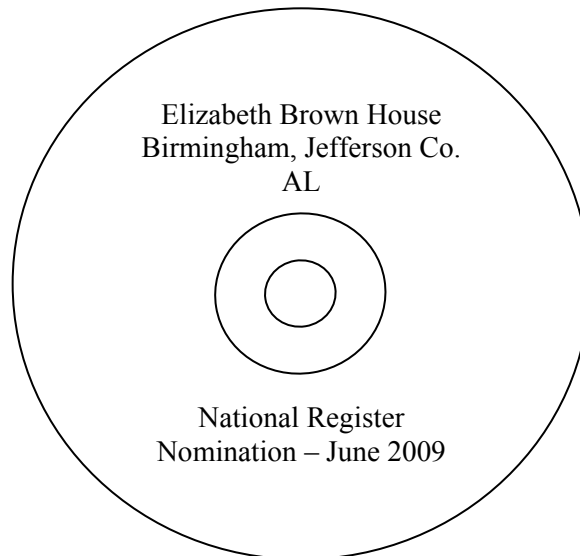 Elizabeth Brown House
Birmingham, Jefferson Co.
AL
National Register
Nomination – June 2009